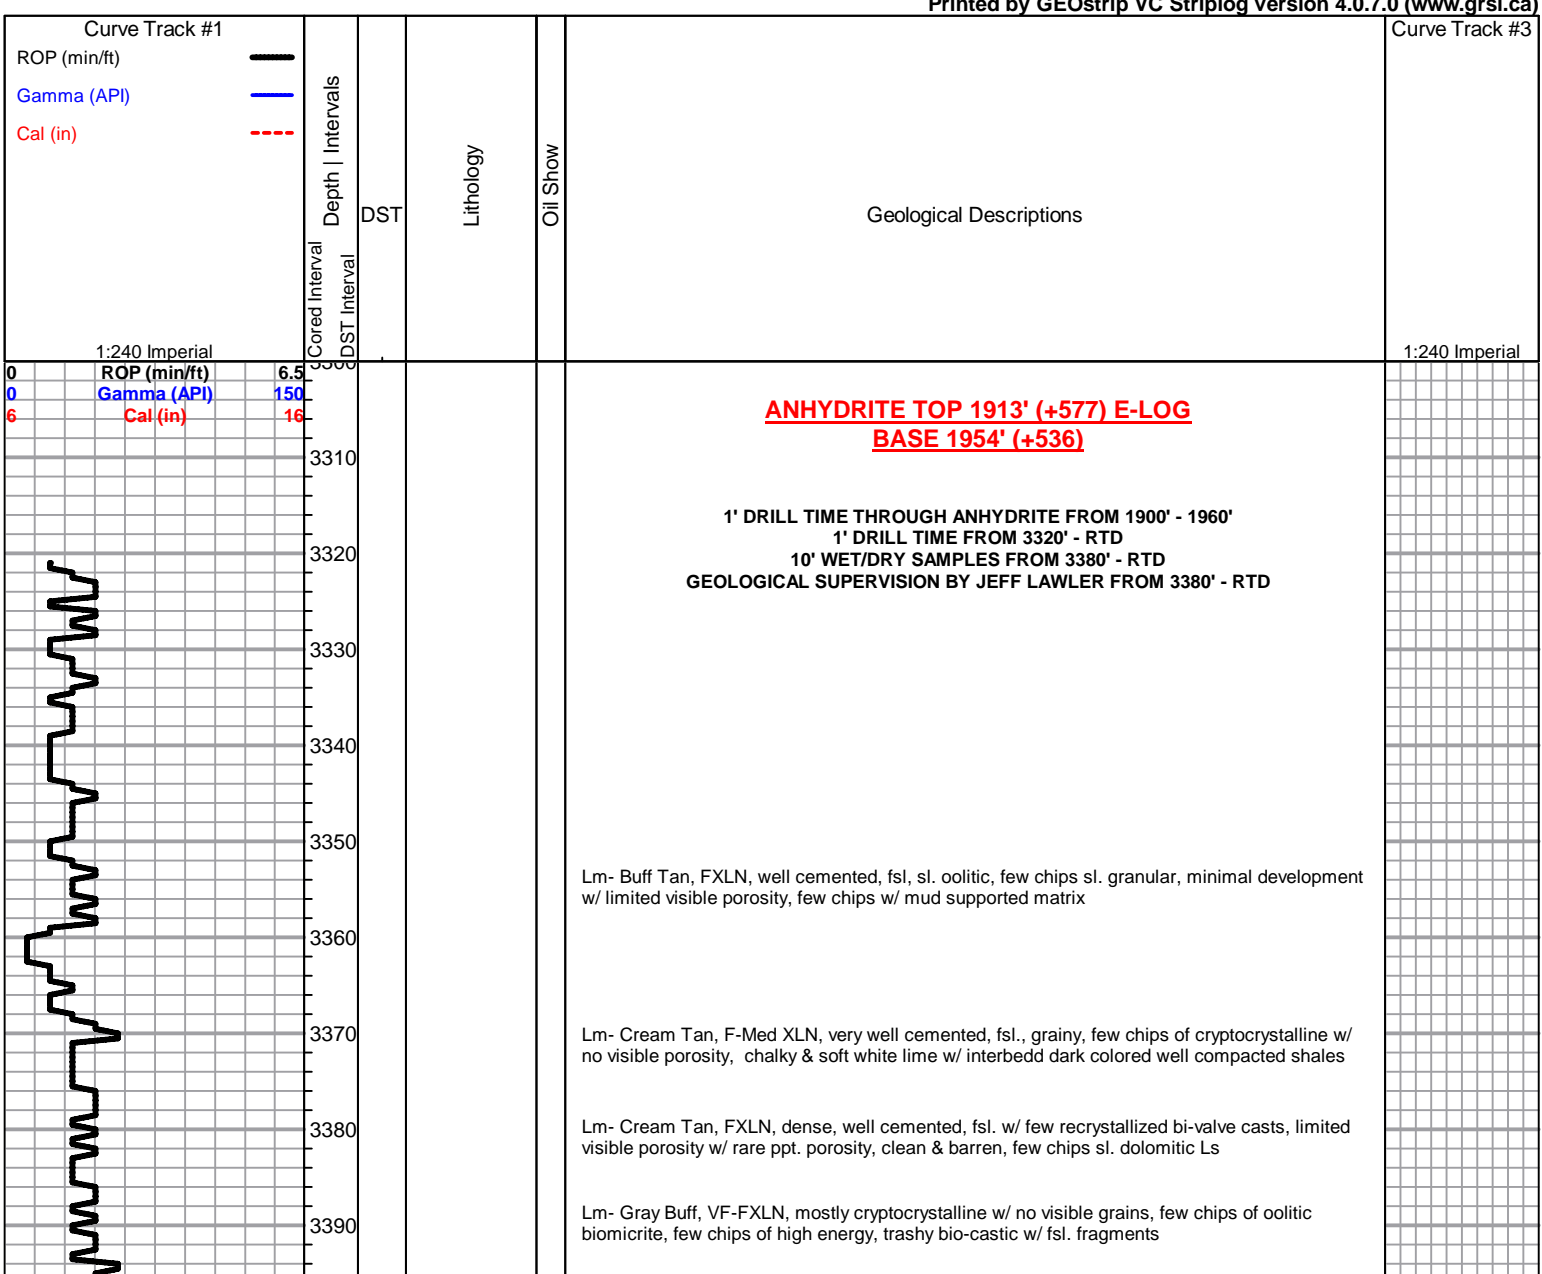 Printed by GEOstrip VC Striplog version 4.0.7.0 (www.grsi.ca)
Curve Track #1
ROP (min/ft)
Gamma (API)
Cal (in)
1:240 Imperial
Cored Interval
Depth | Intervals
DST Interval
DST
Lithology
Oil Show
Geological Descriptions
Curve Track #3
1:240 Imperial
0 ROP (min/ft) 6.5
0 Gamma (API) 150
6 Cal (in) 16
3300
ANHYDRITE TOP 1913' (+577) E-LOG
BASE 1954' (+536)
3310
1' DRILL TIME THROUGH ANHYDRITE FROM 1900' - 1960'
1' DRILL TIME FROM 3320' - RTD
3320
10' WET/DRY SAMPLES FROM 3380' - RTD
GEOLOGICAL SUPERVISION BY JEFF LAWLER FROM 3380' - RTD
3330
3340
3350
Lm- Buff Tan, FXLN, well cemented, fsl, sl. oolitic, few chips sl. granular, minimal development
w/ limited visible porosity, few chips w/ mud supported matrix
3360
3370
Lm- Cream Tan, F-Med XLN, very well cemented, fsl., grainy, few chips of cryptocrystalline w/
no visible porosity,  chalky & soft white lime w/ interbedd dark colored well compacted shales
3380
Lm- Cream Tan, FXLN, dense, well cemented, fsl. w/ few recrystallized bi-valve casts, limited
visible porosity w/ rare ppt. porosity, clean & barren, few chips sl. dolomitic Ls
3390
Lm- Gray Buff, VF-FXLN, mostly cryptocrystalline w/ no visible grains, few chips of oolitic
biomicrite, few chips of high energy, trashy bio-castic w/ fsl. fragments